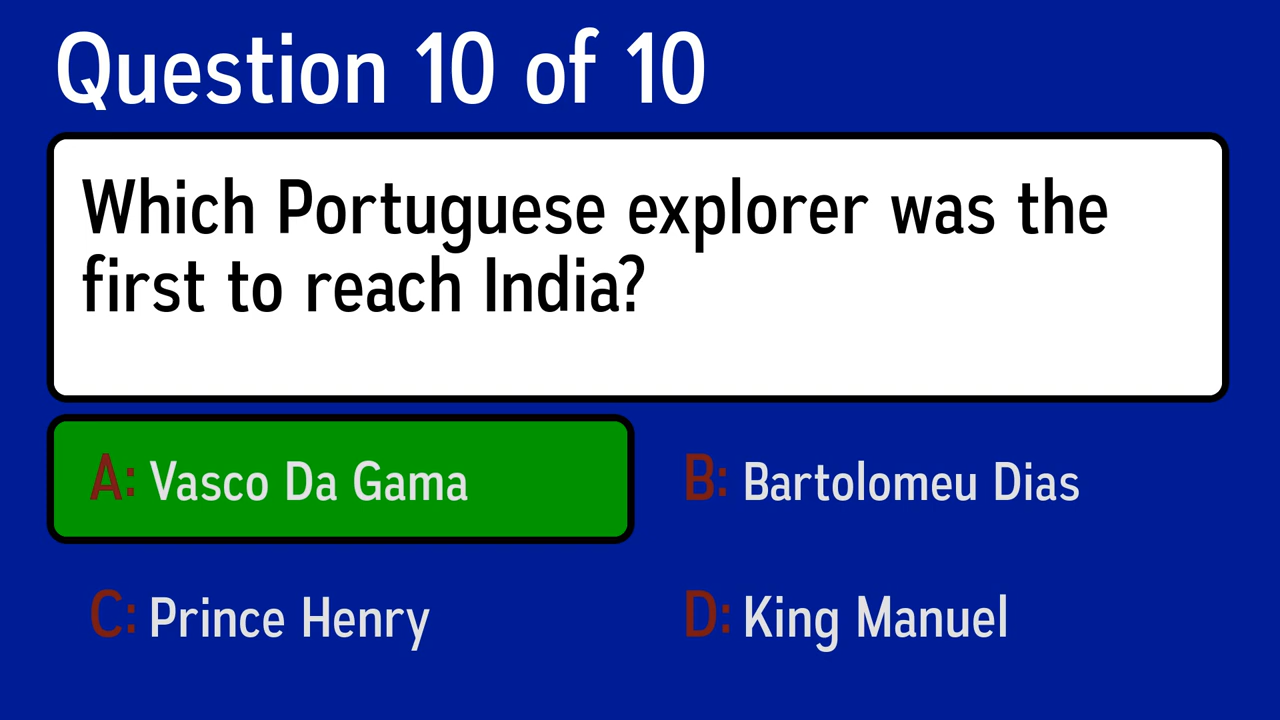 Question 10 of 10
Which Portuguese explorer was the
first to reach India?
A: Vasco Da Gama
B: Bartolomeu Dias
C: Prince Henry
D: King Manuel